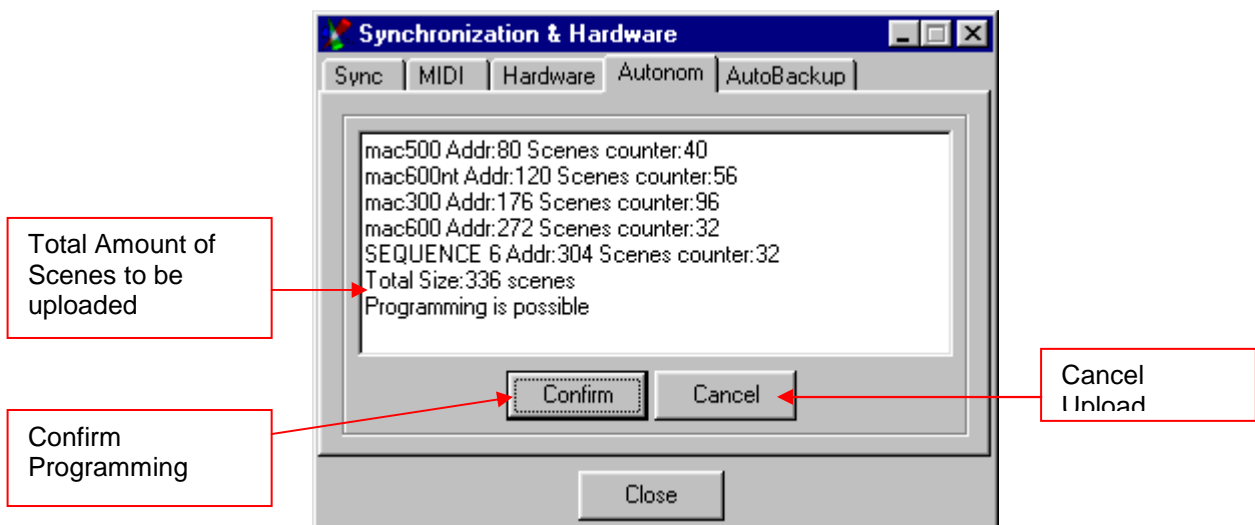 Synchronization & Hardware
Sync MIDI Hardware Autonom AutoBackup
mac500 Addr:80 Scenes counter:40
mac600nt Addr:120 Scenes counter:56
mac300 Addr:176 Scenes counter:96
mac600 Addr:272 Scenes counter:32
SEQUENCE 6 Addr:304 Scenes counter:32
Total Size:336 scenes
Programming is possible
Total Amount of
Scenes to be
uploaded
Confirm Cancel
Cancel
Upload
Confirm
Programming
Close